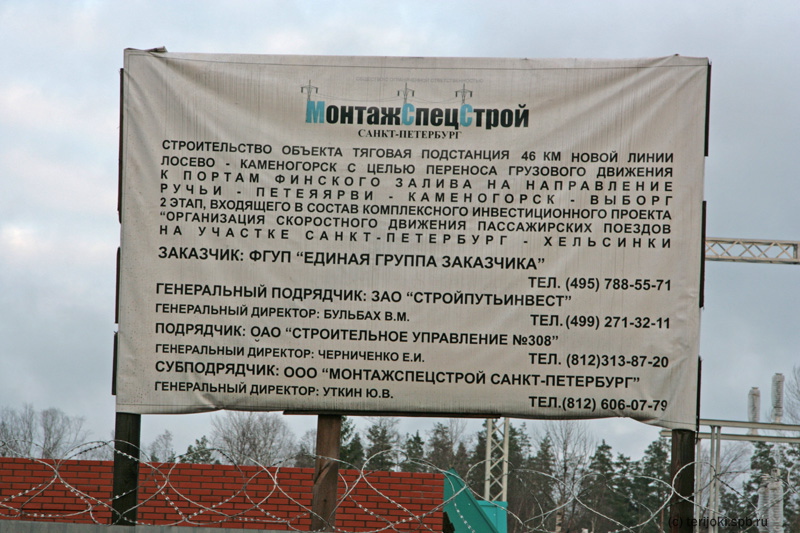 МонтажСпецСтрой
САНКТ-ПЕТЕРБУРГ
СТРОИТЕЛЬСТВО ОБЪЕКТА ТЯГОВАЯ ПОДСТАНЦИЯ 46 КМ НОВОЙ ЛИНИИ
ЛОСЕВО - КАМЕНОГОРСК С ЦЕЛЬЮ ПЕРЕНОСА ГРУЗОВОГО ДВИЖЕНИЯ
К ПОРТАМ ФИНСКОГО ЗАЛИВА НА НАПРАВЛЕНИЕ
РУЧЬИ - ПЕТЕЯЯРВИ - КАМЕНОГОРСК - ВЫБОРГ
2 ЭТАП, ВХОДЯЩЕГО В СОСТАВ КОМПЛЕКСНОГО ИНВЕСТИЦИОННОГО ПРОЕКТА
"ОРГАНИЗАЦИЯ СКОРОСТНОГО ДВИЖЕНИЯ ПАССАЖИРСКИХ ПОЕЗДОВ
НА УЧАСТКЕ САНКТ-ПЕТЕРБУРГ - ХЕЛЬСИНКИ
ЗАКАЗЧИК: ФГУП "ЕДИНАЯ ГРУППА ЗАКАЗЧИКА"
ТЕЛ. (495) 788-55-71
ГЕНЕРАЛЬНЫЙ ПОДРЯДЧИК: ЗАО "СТРОЙПУТЬИНВЕСТ"
ГЕНЕРАЛЬНЫЙ ДИРЕКТОР: БУЛЬБАХ В.М. ТЕЛ. (499) 271-32-11
ПОДРЯДЧИК: ОАО "СТРОИТЕЛЬНОЕ УПРАВЛЕНИЕ №308"
ГЕНЕРАЛЬНЫЙ ДИРЕКТОР: ЧЕРНИЧЕНКО Е.И. ТЕЛ. (812)313-87-20
СУБПОДРЯДЧИК: ООО "МОНТАЖСПЕЦСТРОЙ САНКТ-ПЕТЕРБУРГ"
ГЕНЕРАЛЬНЫЙ ДИРЕКТОР: УТКИН Ю.В. ТЕЛ.(812) 606-07-79
(c) terijoki.spb.ru